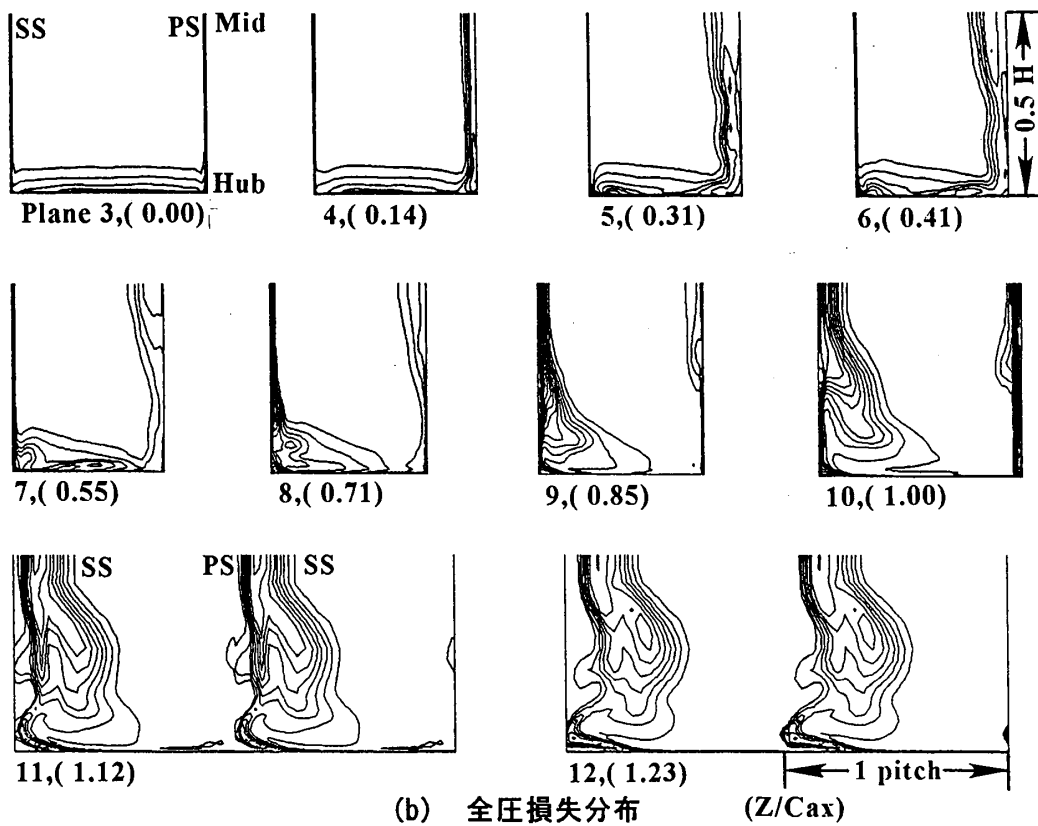 SS PS Mid
Hub
0.5 H
Plane 3,( 0.00)
4,( 0.14)
5,( 0.31)
6,( 0.41)
7,( 0.55)
8,( 0.71)
9,( 0.85)
10,( 1.00)
SS PS SS
11,( 1.12)
12,( 1.23)
1 pitch
(b) 全圧損失分布 (Z/Cax)